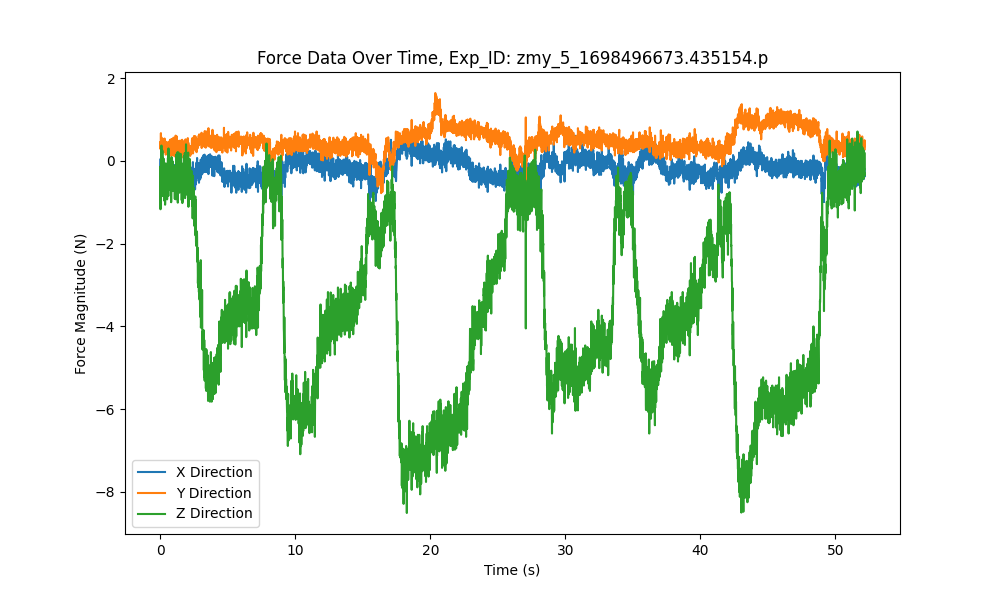 Force Data Over Time, Exp_ID: zmy_5_1698496673.435154.p
Force Magnitude (N)
2
0
−2
−4
−6
−8
X Direction
Y Direction
Z Direction
0 10 20 30 40 50
Time (s)